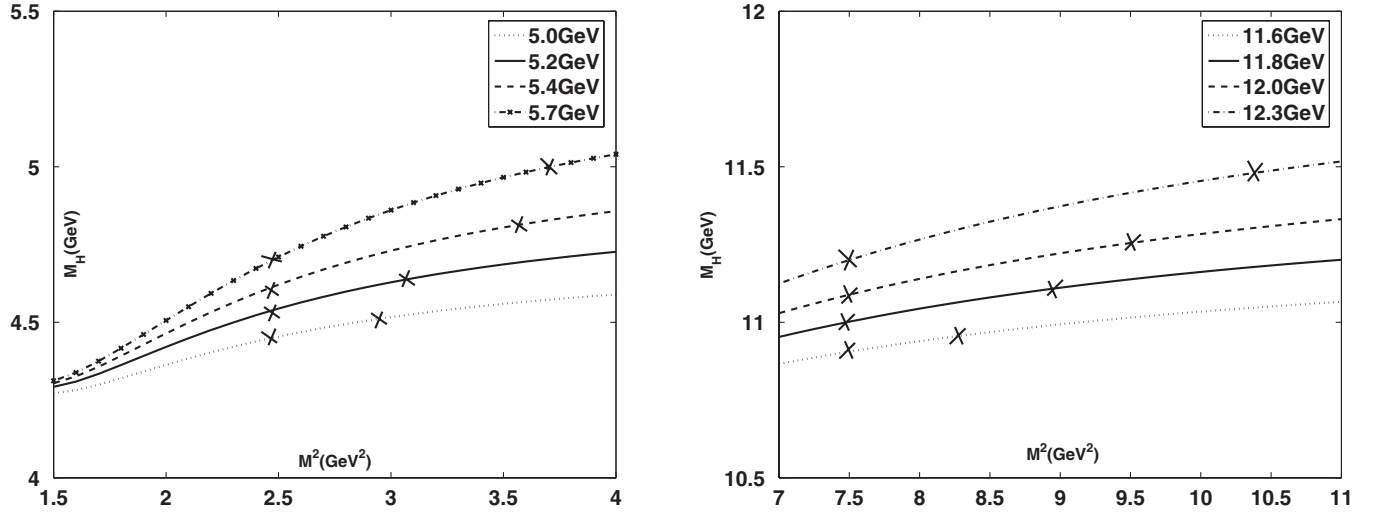 5.5
5
4.5
4
M_H(GeV)
5.0GeV
5.2GeV
5.4GeV
5.7GeV
M²(GeV²)
1.5 2 2.5 3 3.5 4
12
11.5
11
10.5
M_H(GeV)
11.6GeV
11.8GeV
12.0GeV
12.3GeV
M²(GeV²)
7 7.5 8 8.5 9 9.5 10 10.5 11